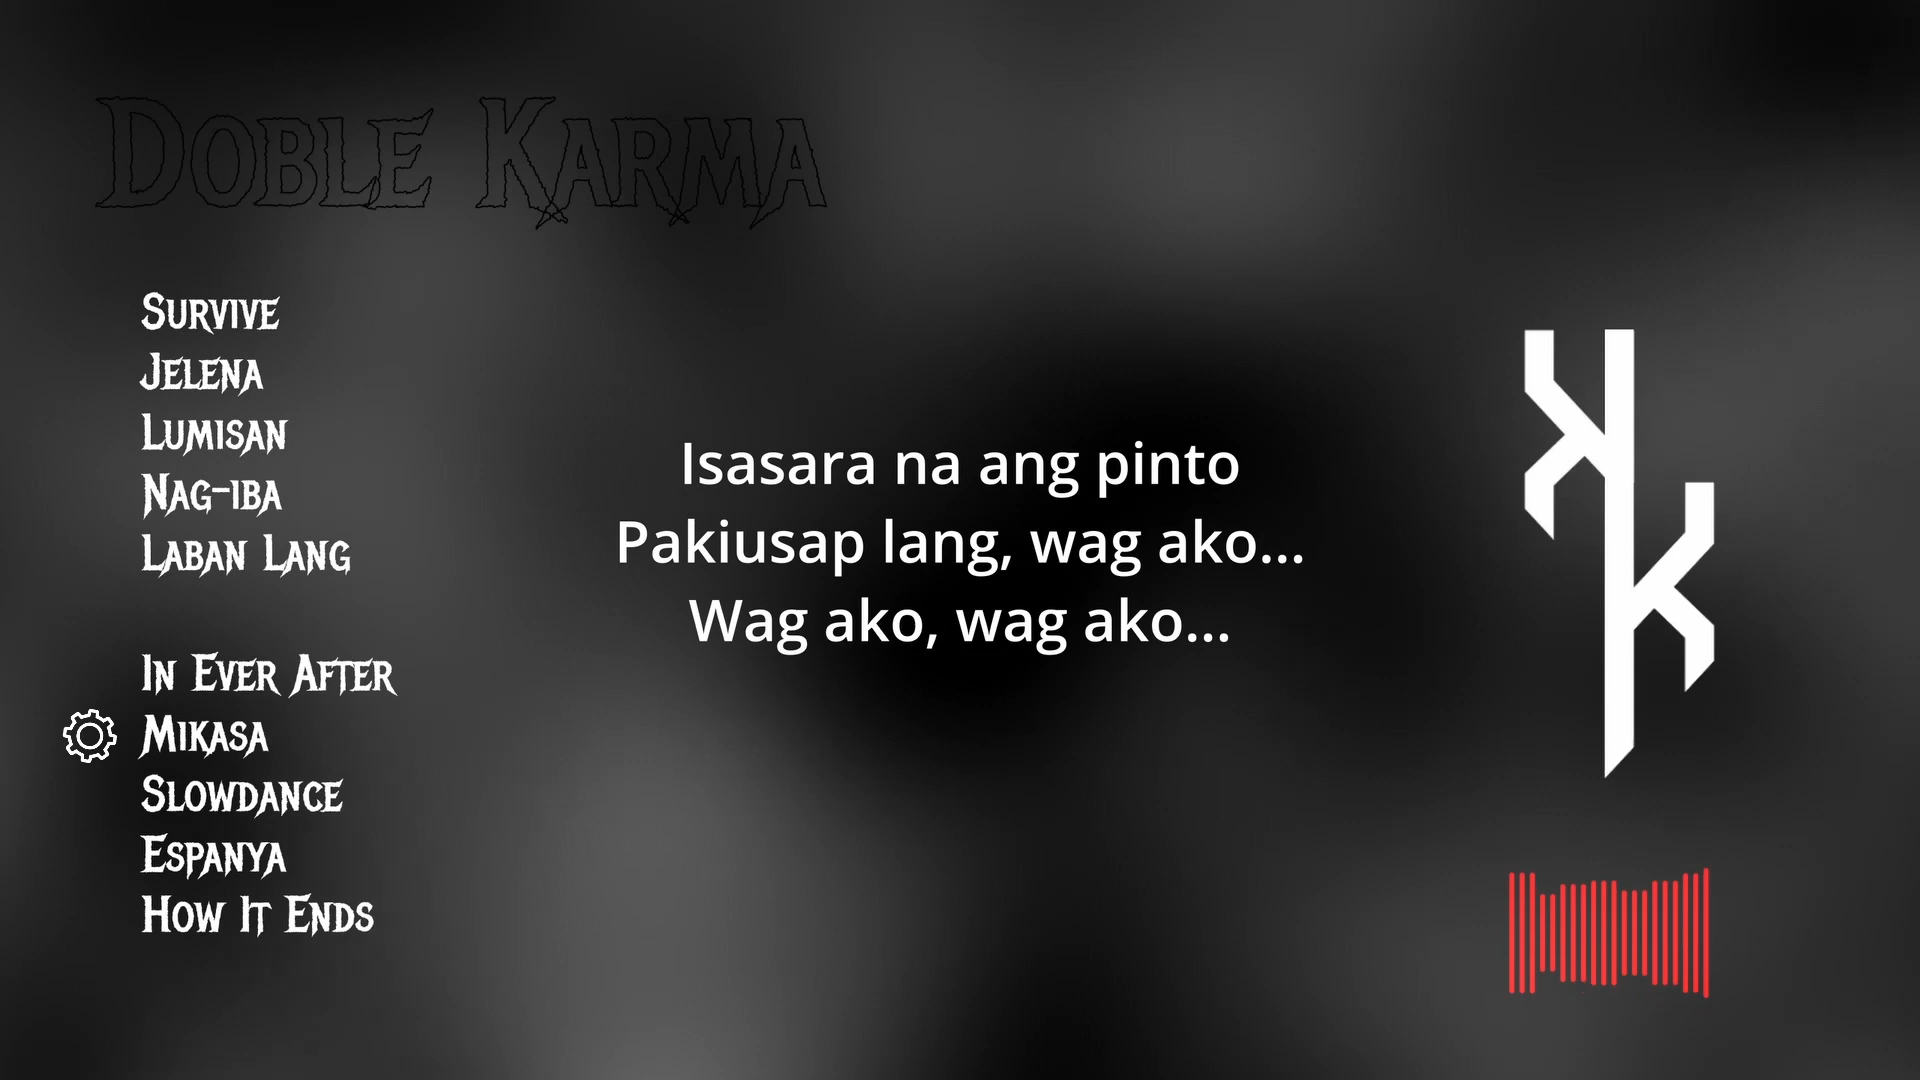 Doble Karma
Survive
Jelena
Lumisan
Nag-iba
Laban Lang
In Ever After
Mikasa
Slowdance
Espanya
How It Ends
Isasara na ang pinto
Pakiusap lang, wag ako...
Wag ako, wag ako...